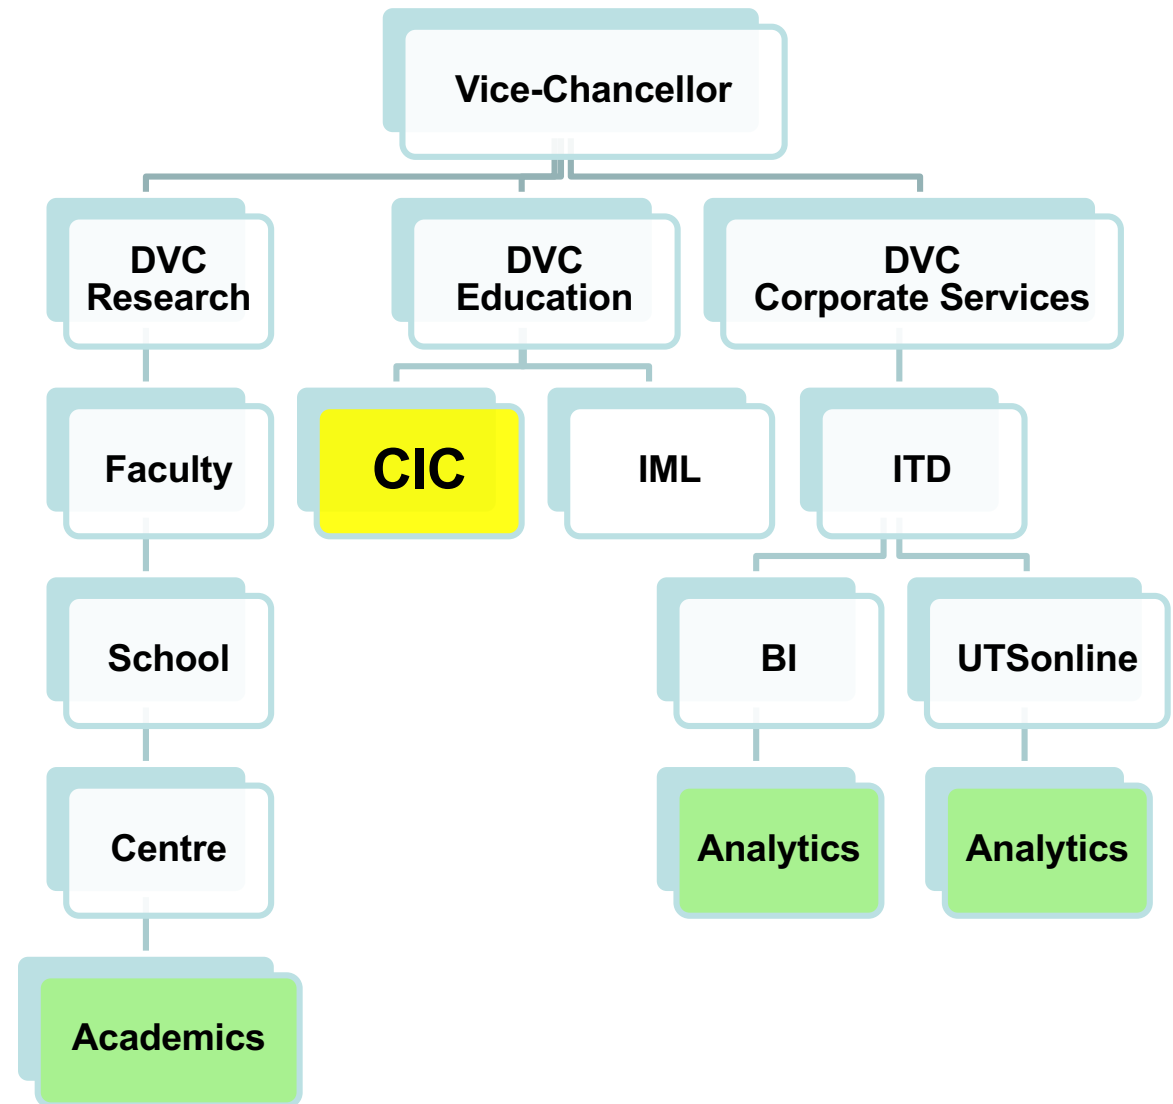 Vice-Chancellor
DVC
Research
DVC
Education
DVC
Corporate Services
Faculty
CIC
IML
ITD
School
BI
UTSonline
Centre
Analytics
Analytics
Academics